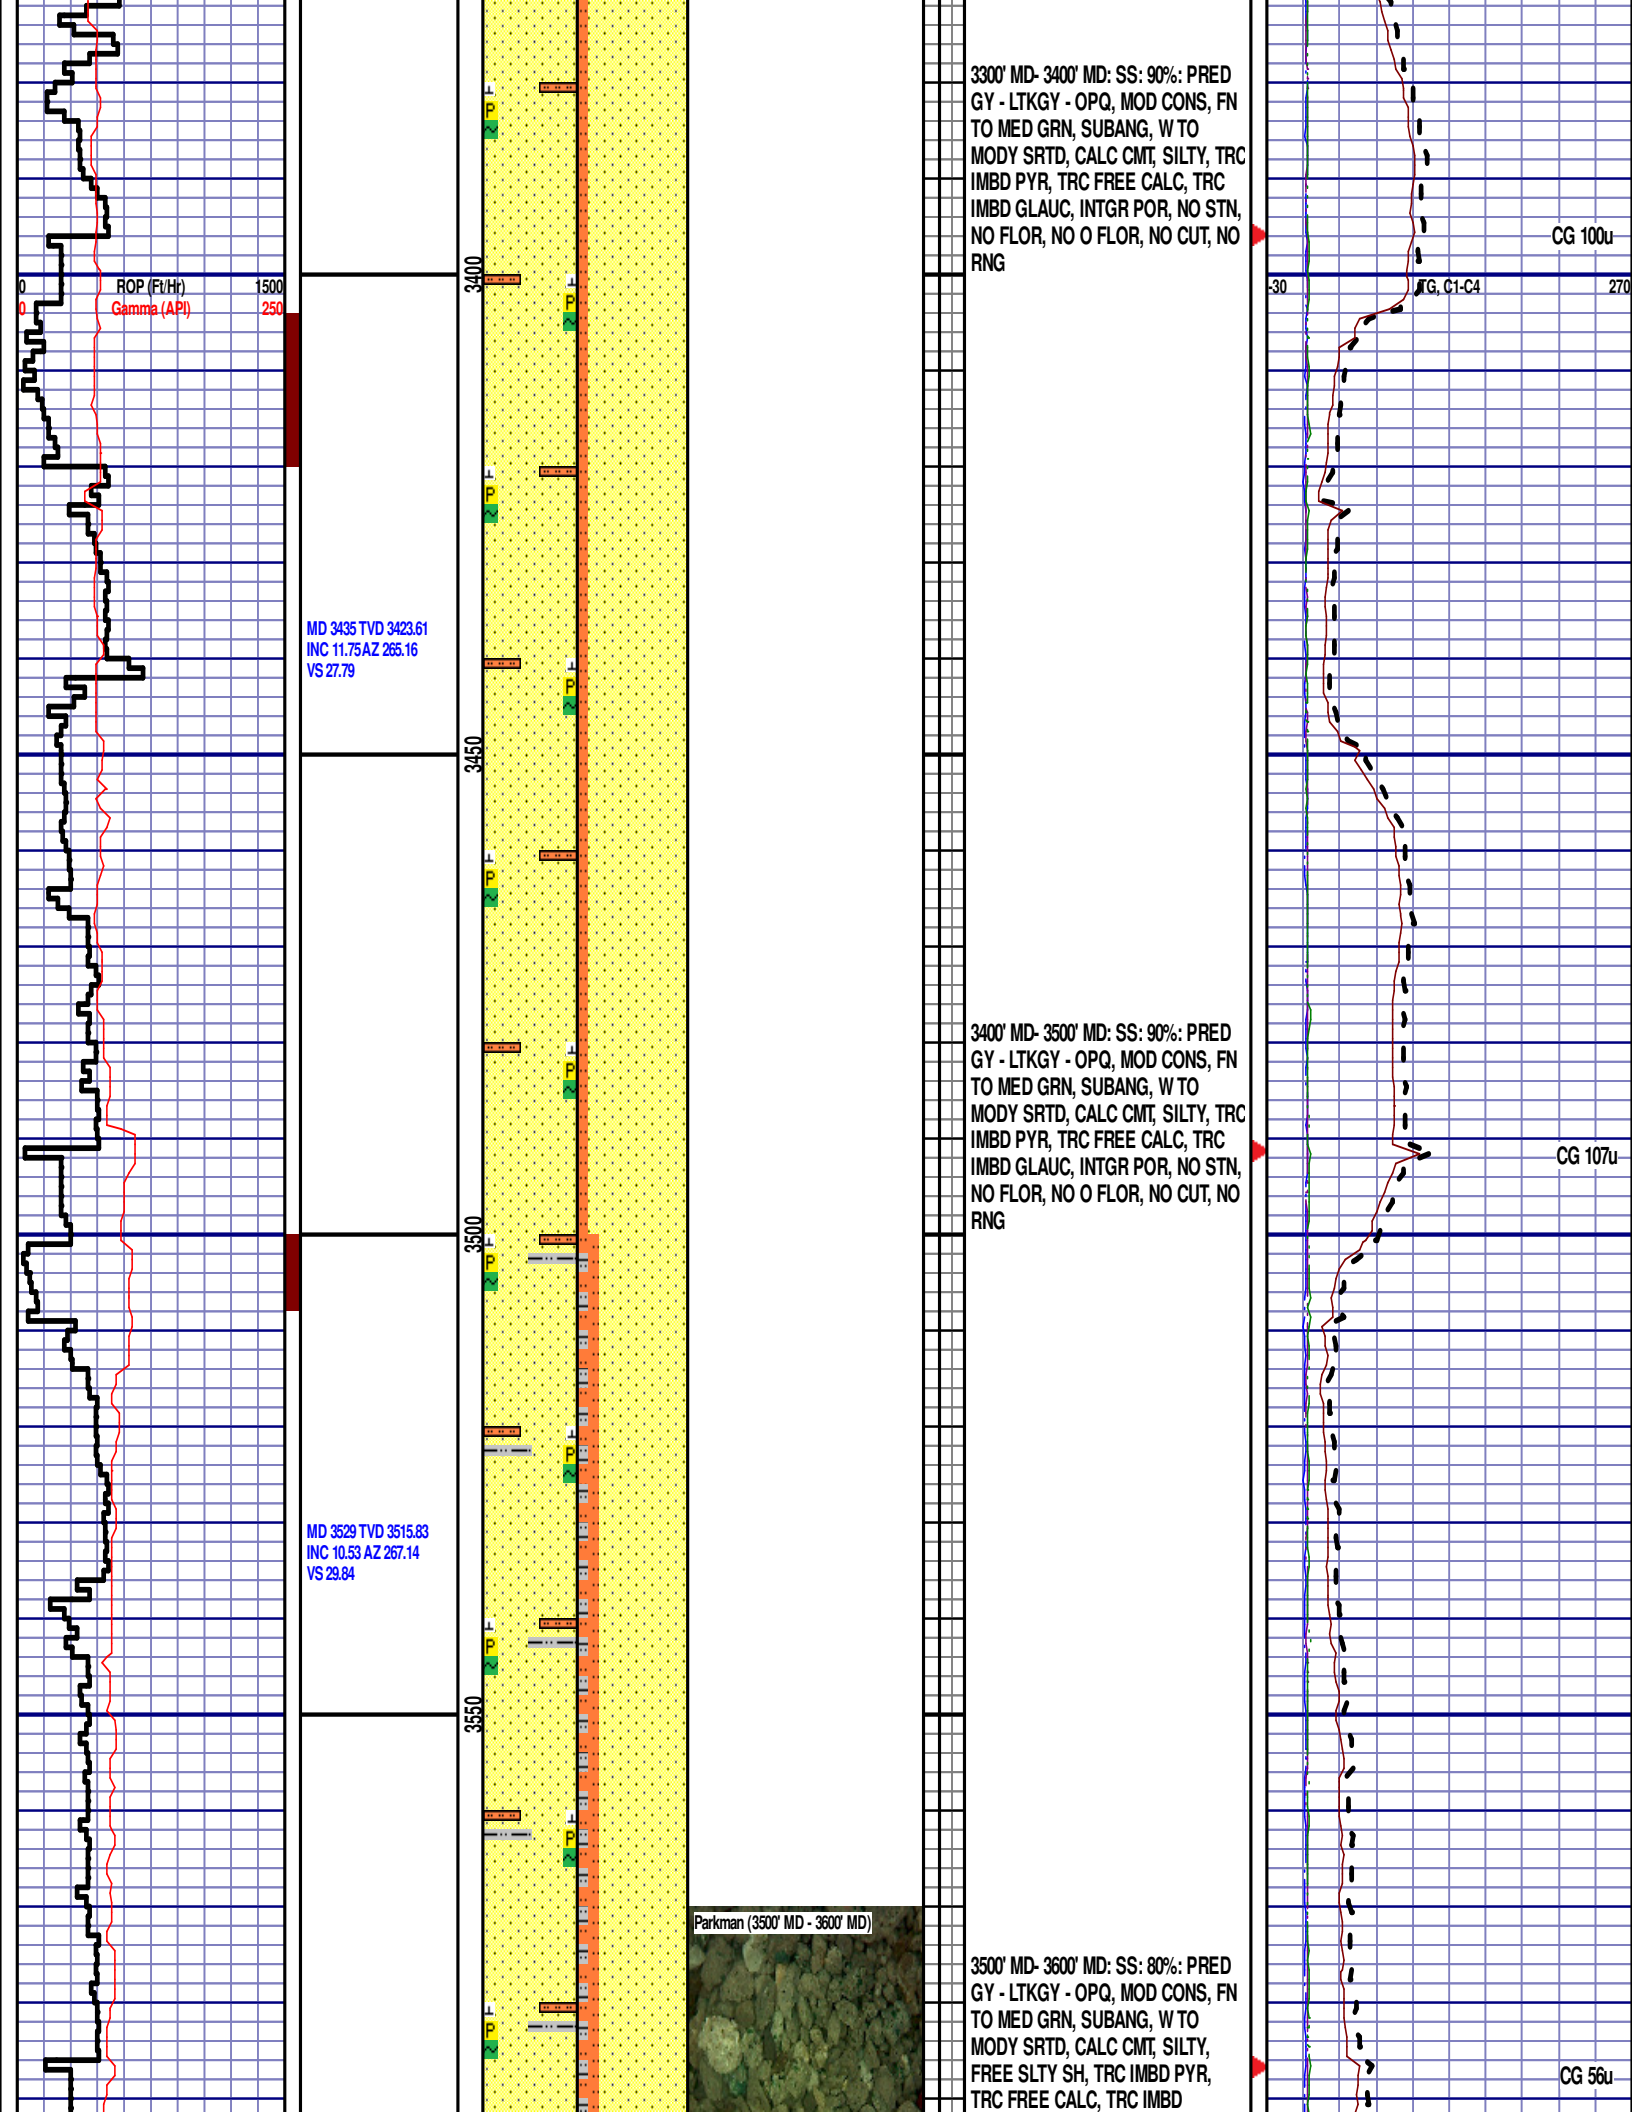 3300' MD- 3400' MD: SS: 90%: PRED
GY - LTKGY - OPQ, MOD CONS, FN
TO MED GRN, SUBANG, W TO
MODY SRTD, CALC CMT, SILTY, TRC
IMBD PYR, TRC FREE CALC, TRC
IMBD GLAUC, INTGR POR, NO STN,
NO FLOR, NO O FLOR, NO CUT, NO
RNG
CG 100u
3400
0 ROP (Ft/Hr) 1500
0 Gamma (API) 250
-30 TG, C1-C4 270
P
P
P
P
P
P
P
P
P
P
P
MD 3435 TVD 3423.61
INC 11.75 AZ 265.16
VS 27.79
3450
3400' MD- 3500' MD: SS: 90%: PRED
GY - LTKGY - OPQ, MOD CONS, FN
TO MED GRN, SUBANG, W TO
MODY SRTD, CALC CMT, SILTY, TRC
IMBD PYR, TRC FREE CALC, TRC
IMBD GLAUC, INTGR POR, NO STN,
NO FLOR, NO O FLOR, NO CUT, NO
RNG
CG 107u
3500
MD 3529 TVD 3515.83
INC 10.53 AZ 267.14
VS 29.84
3550
Parkman (3500' MD - 3600' MD)
3500' MD- 3600' MD: SS: 80%: PRED
GY - LTKGY - OPQ, MOD CONS, FN
TO MED GRN, SUBANG, W TO
MODY SRTD, CALC CMT, SILTY,
FREE SLTY SH, TRC IMBD PYR,
TRC FREE CALC, TRC IMBD
CG 56u